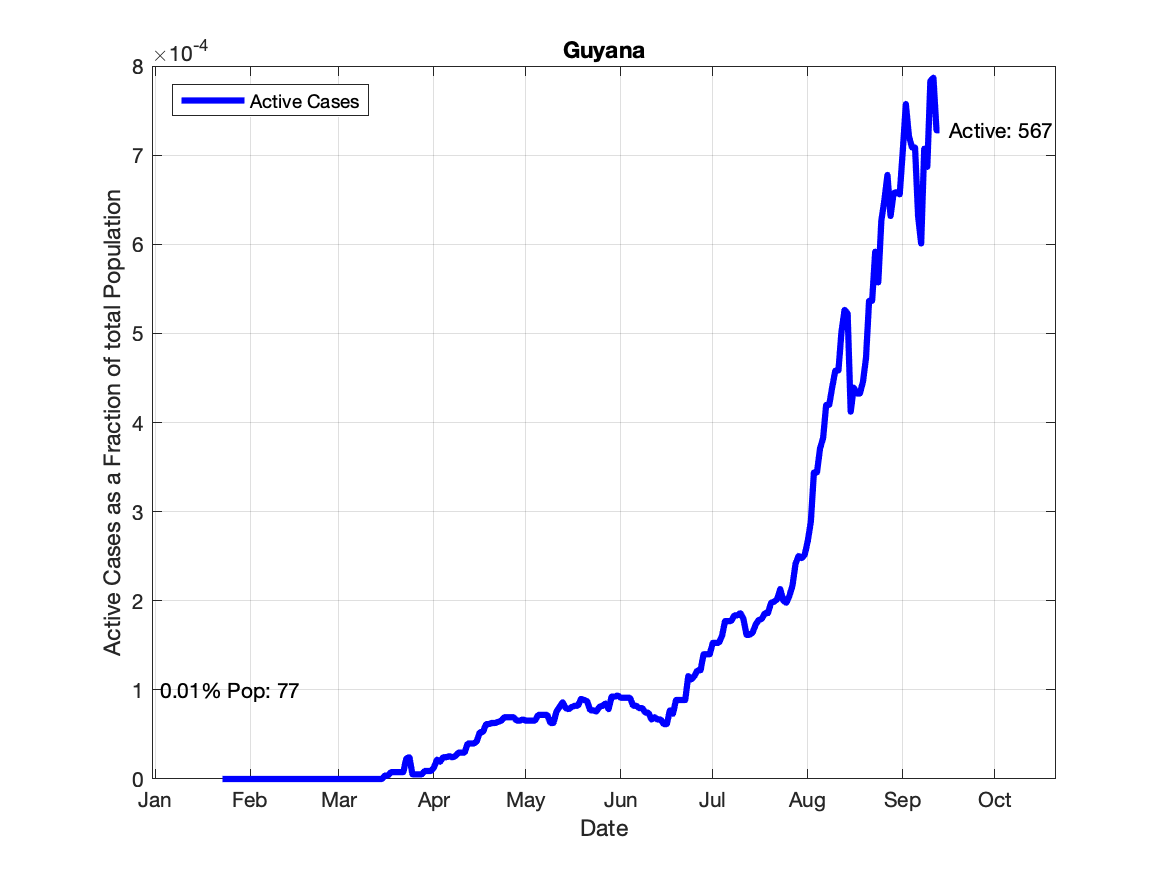 Guyana
×10-4
8
7
6
5
4
3
2
1
0
Active Cases as a Fraction of total Population
Active Cases
Active: 567
0.01% Pop: 77
Jan Feb Mar Apr May Jun Jul Aug Sep Oct
Date